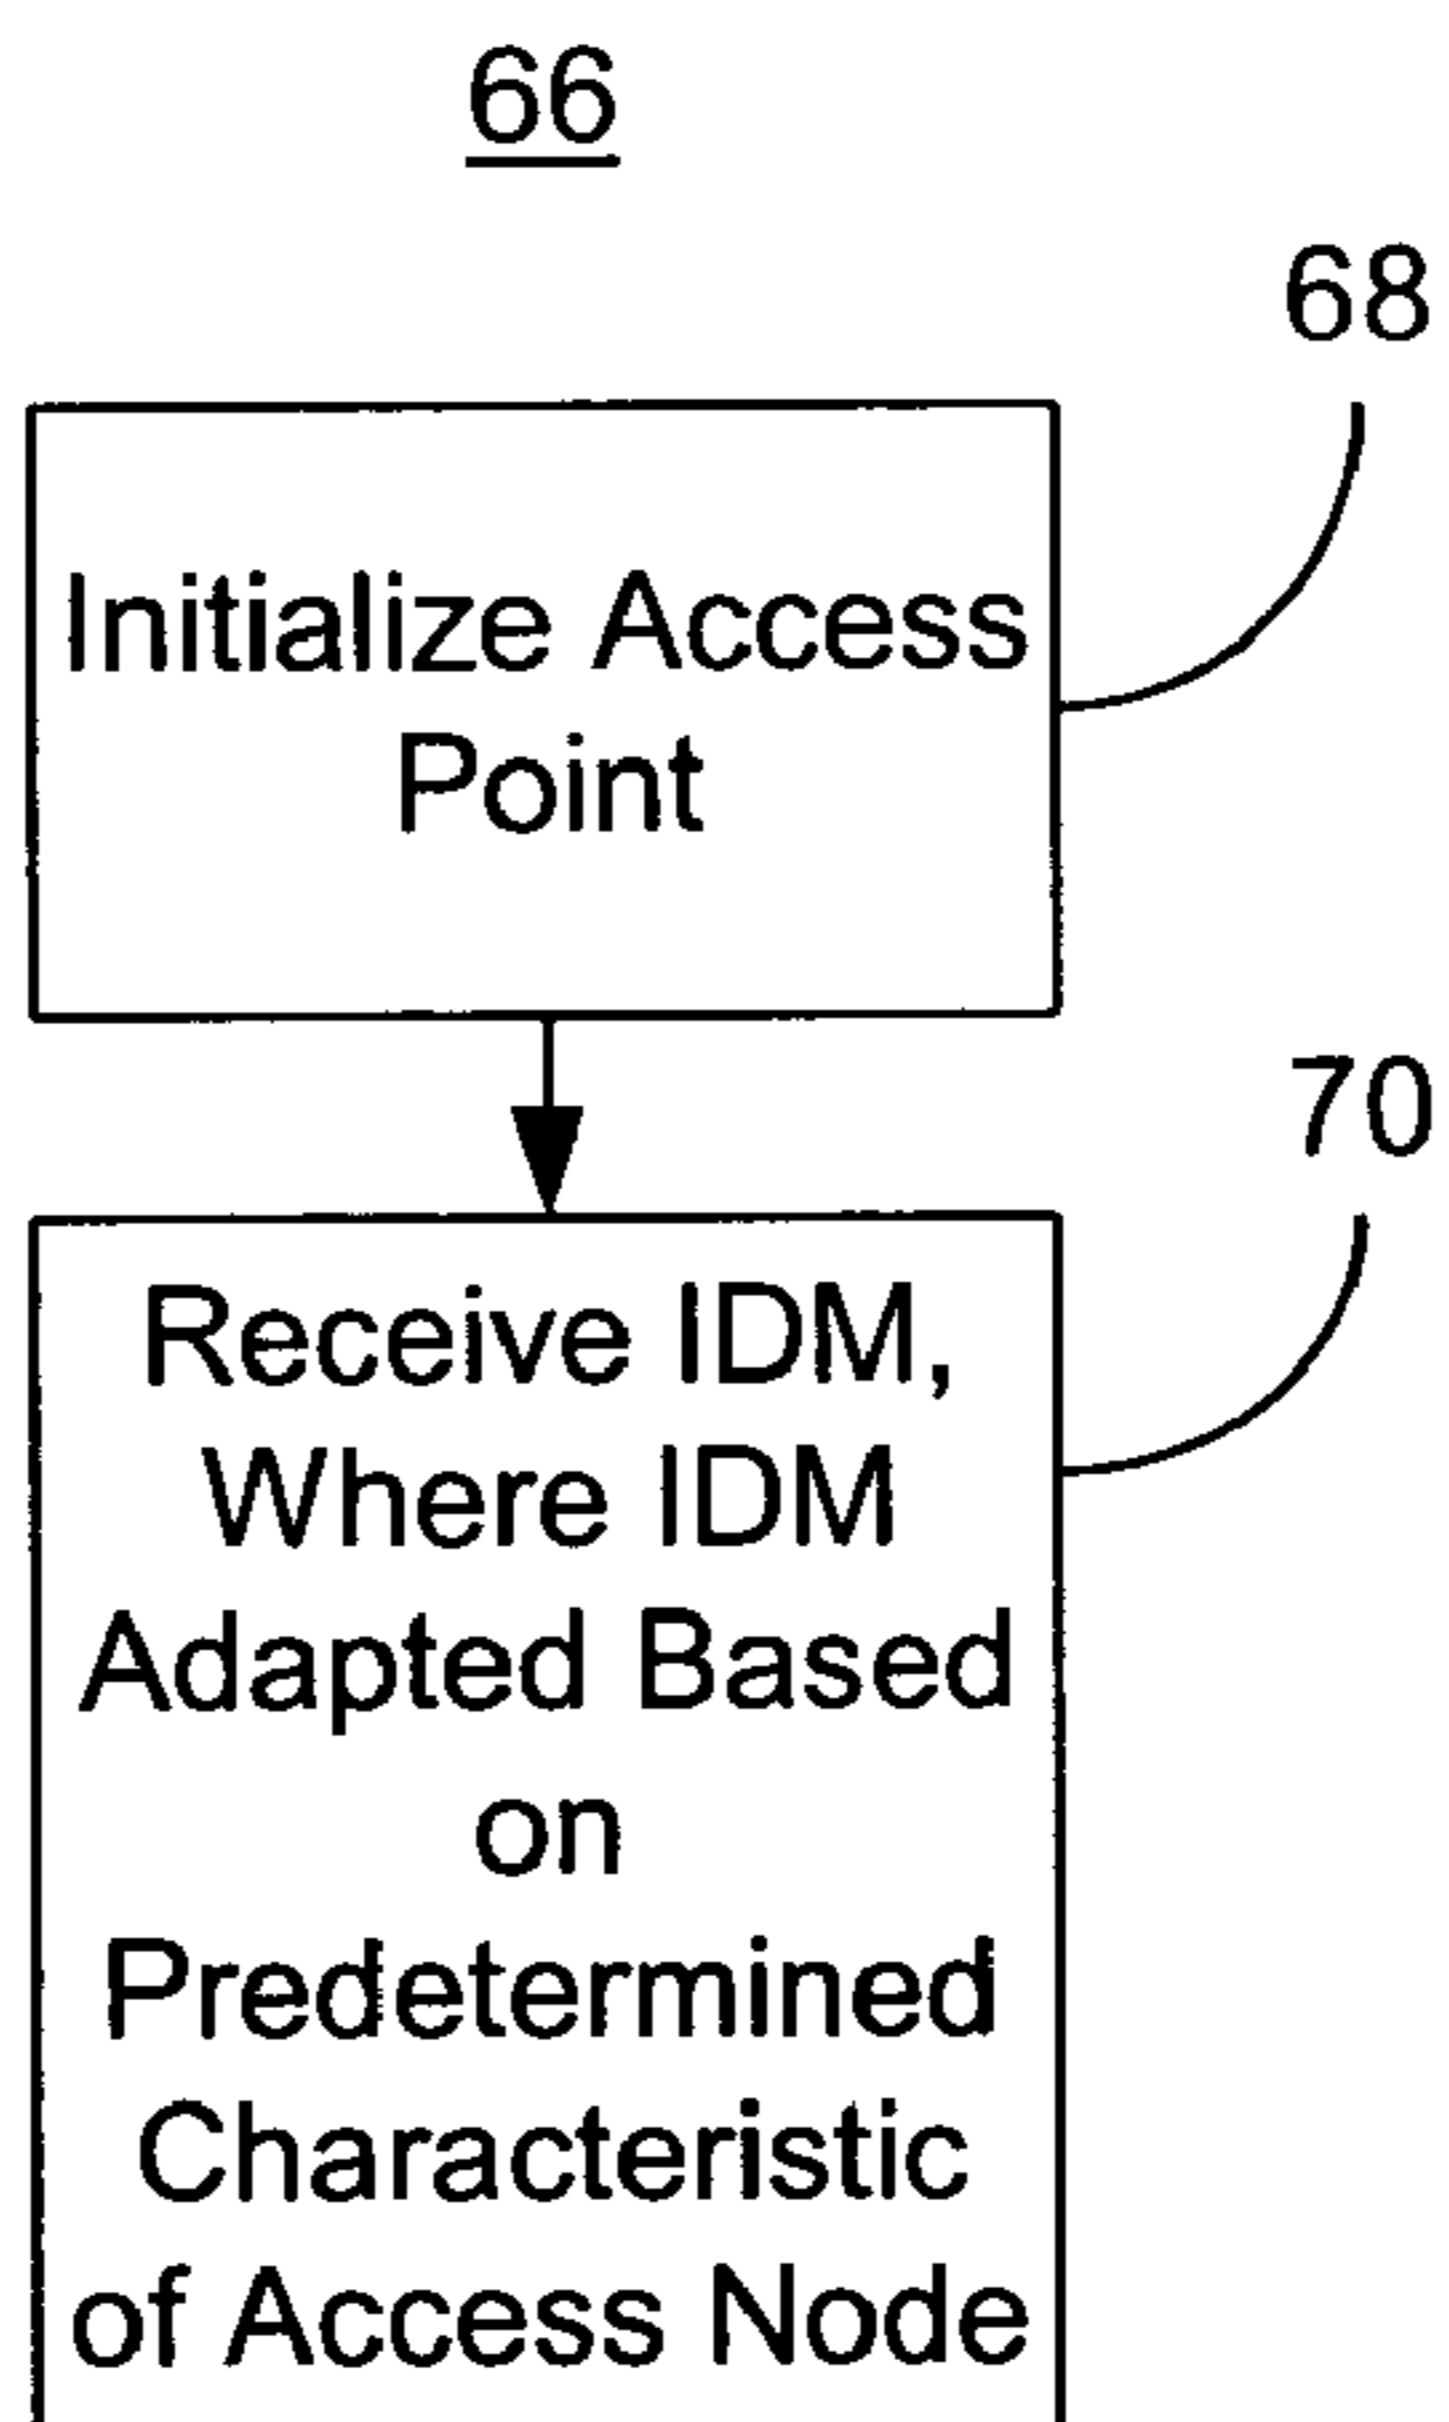 66
68
Initialize Access
Point
70
Receive IDM,
Where IDM
Adapted Based
on
Predetermined
Characteristic
of Access Node